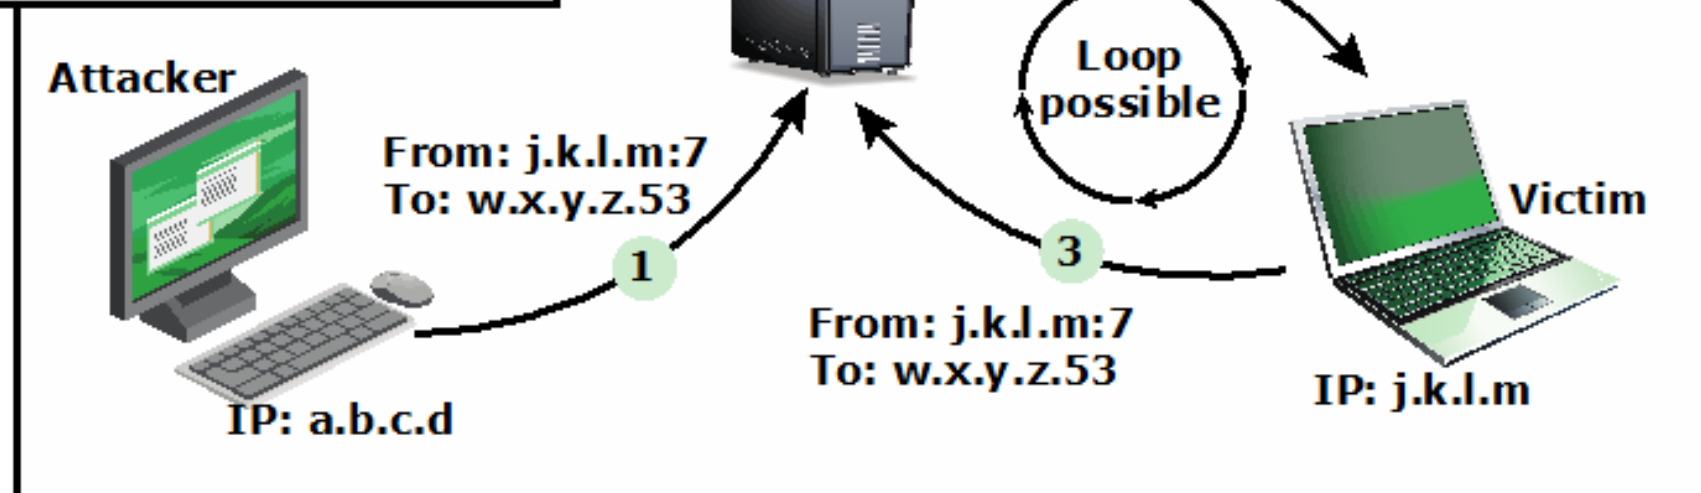 Attacker
Loop
possible
From: j.k.l.m:7
To: w.x.y.z.53
Victim
1
3
From: j.k.l.m:7
To: w.x.y.z.53
IP: j.k.l.m
IP: a.b.c.d